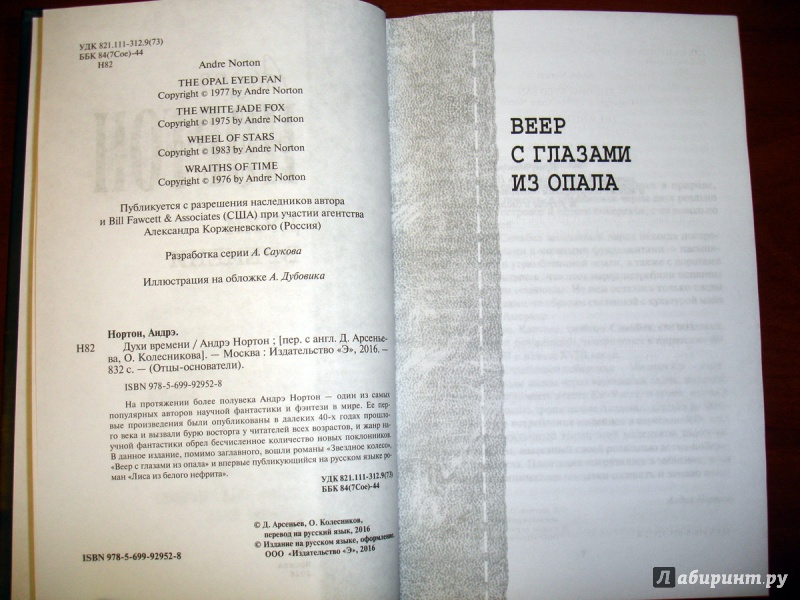 УДК 821.111-312.9(73)
ББК 84(7Сое)-44
Н82
Andre Norton
THE OPAL EYED FAN
Copyright © 1977 by Andre Norton
THE WHITE JADE FOX
Copyright © 1975 by Andre Norton
WHEEL OF STARS
Copyright © 1983 by Andre Norton
WRAITHS OF TIME
Copyright © 1976 by Andre Norton
Публикуется с разрешения наследников автора
и Bill Fawcett & Associates (США) при участии агентства
Александра Корженевского (Россия)
Разработка серии А. Саукова
Иллюстрация на обложке А. Дубовика
Нортон, Андрэ.
Н82 Духи времени / Андрэ Нортон ; [пер. с англ. Д. Арсенье-
ва, О. Колесникова]. — Москва : Издательство «Э», 2016. —
832 с. — (Отцы-основатели).
ISBN 978-5-699-92952-8
На протяжении более полувека Андрэ Нортон — один из самых
популярных авторов научной фантастики и фэнтези в мире. Ее пер-
вые произведения были опубликованы в далеких 40-х годах прошло-
го века и вызвали бурю восторга у читателей всех возрастов, и жанр на-
учной фантастики обрел бесчисленное количество новых поклонников.
В данное издание, помимо заглавного, вошли романы «Звездное колесо»,
«Веер с глазами из опала» и впервые публикующийся на русском языке ро-
ман «Лиса из белого нефрита».
УДК 821.111-312.9(73)
ББК 84(7Сое)-44
© Д. Арсеньев, О. Колесников,
перевод на русский язык, 2016
© Издание на русском языке, оформление.
ООО «Издательство «Э», 2016
ISBN 978-5-699-92952-8
ВЕЕР
С ГЛАЗАМИ
ИЗ ОПАЛА
Лабиринт.ру